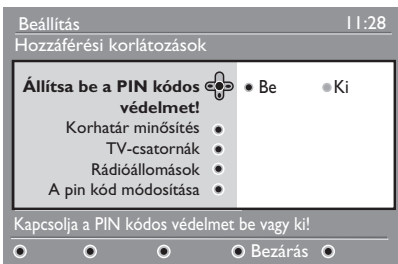 Beállítás 11:28
Hozzáférési korlátozások
Állítsa be a PIN kódos
védelmet!
Be Ki
Korhatár minősítés
TV-csatornák
Rádióállomások
A pin kód módosítása
Kapcsolja a PIN kódos védelmet be vagy ki!
Bezárás